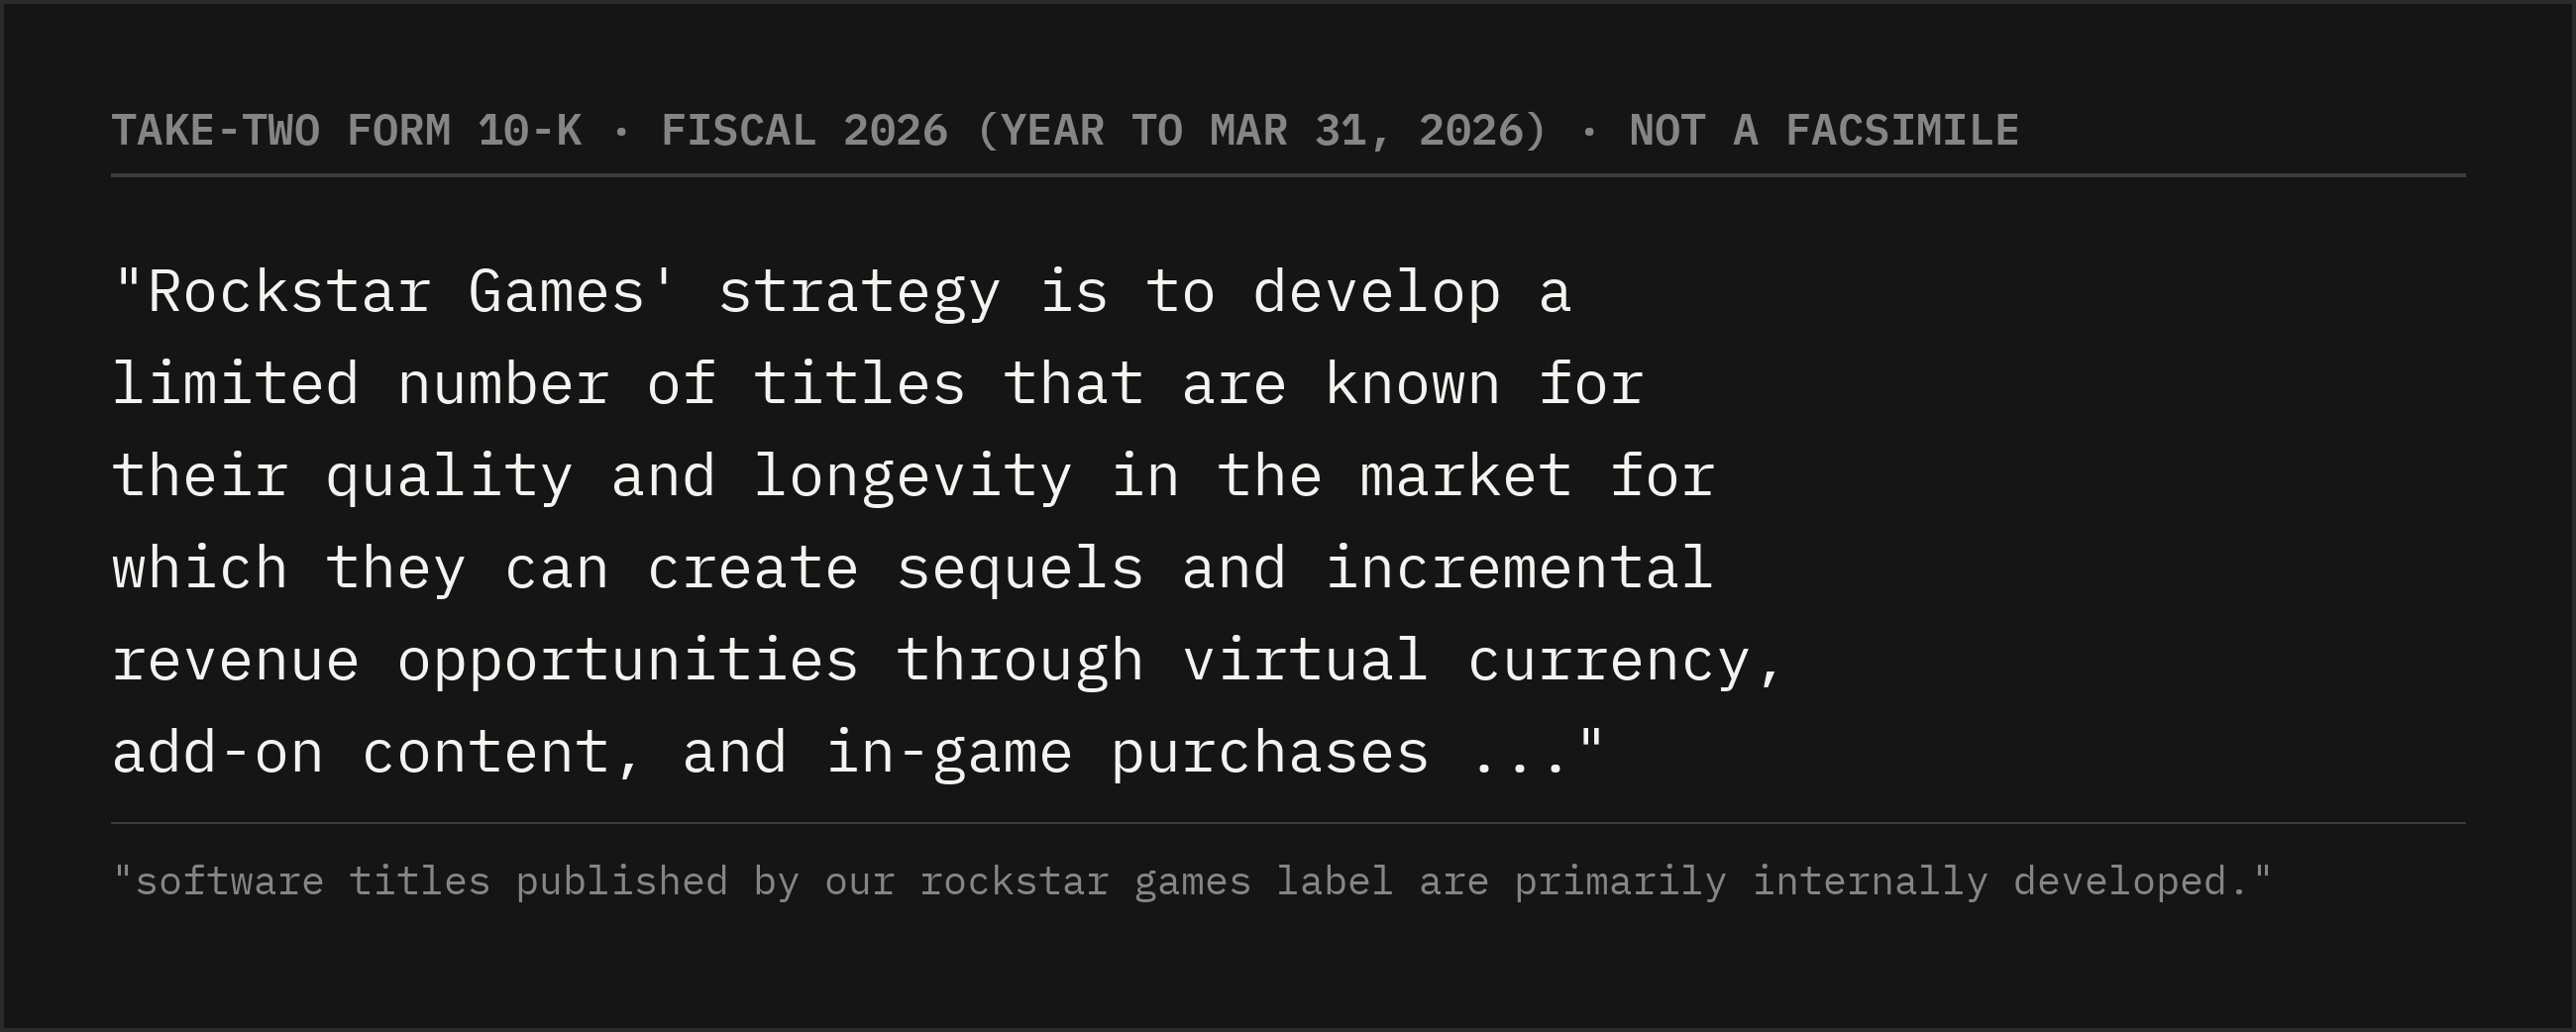 TAKE-TWO FORM 10-K · FISCAL 2026 (YEAR TO MAR 31, 2026) · NOT A FACSIMILE
"Rockstar Games' strategy is to develop a
limited number of titles that are known for
their quality and longevity in the market for
which they can create sequels and incremental
revenue opportunities through virtual currency,
add-on content, and in-game purchases ..."
"software titles published by our rockstar games label are primarily internally developed."